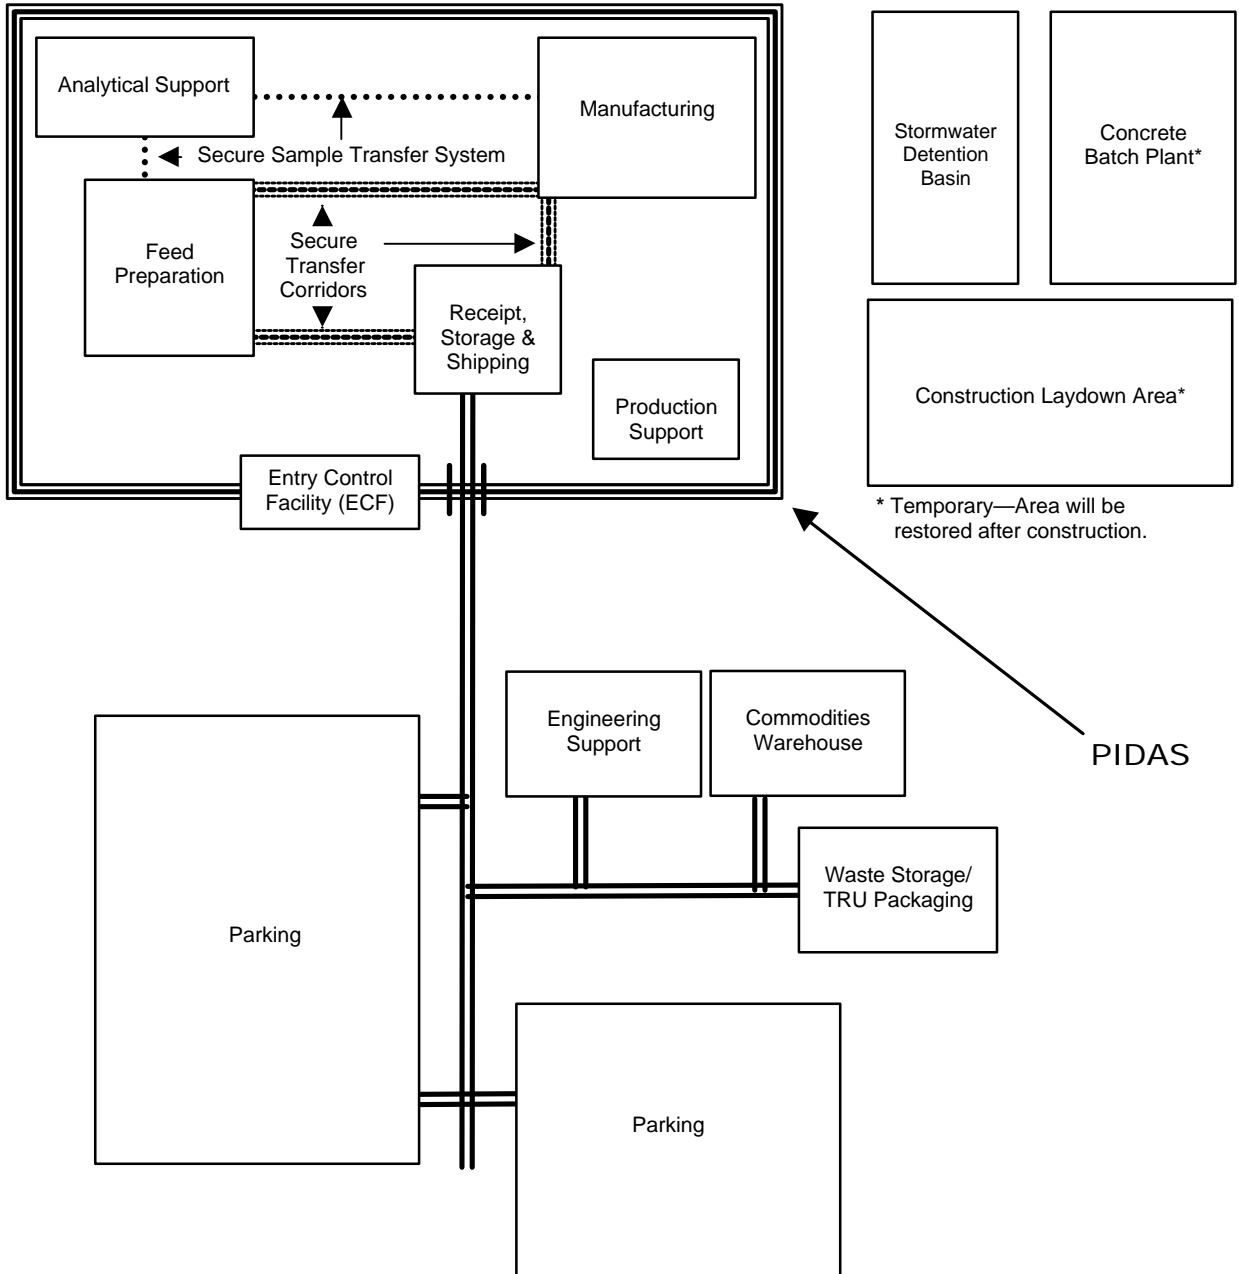 Analytical Support
Manufacturing
Secure Sample Transfer System
Feed
Preparation
Secure
Transfer
Corridors
Receipt,
Storage &
Shipping
Production
Support
Entry Control
Facility (ECF)
Stormwater
Detention
Basin
Concrete
Batch Plant*
Construction Laydown Area*
* Temporary—Area will be
restored after construction.
PIDAS
Engineering
Support
Commodities
Warehouse
Waste Storage/
TRU Packaging
Parking
Parking